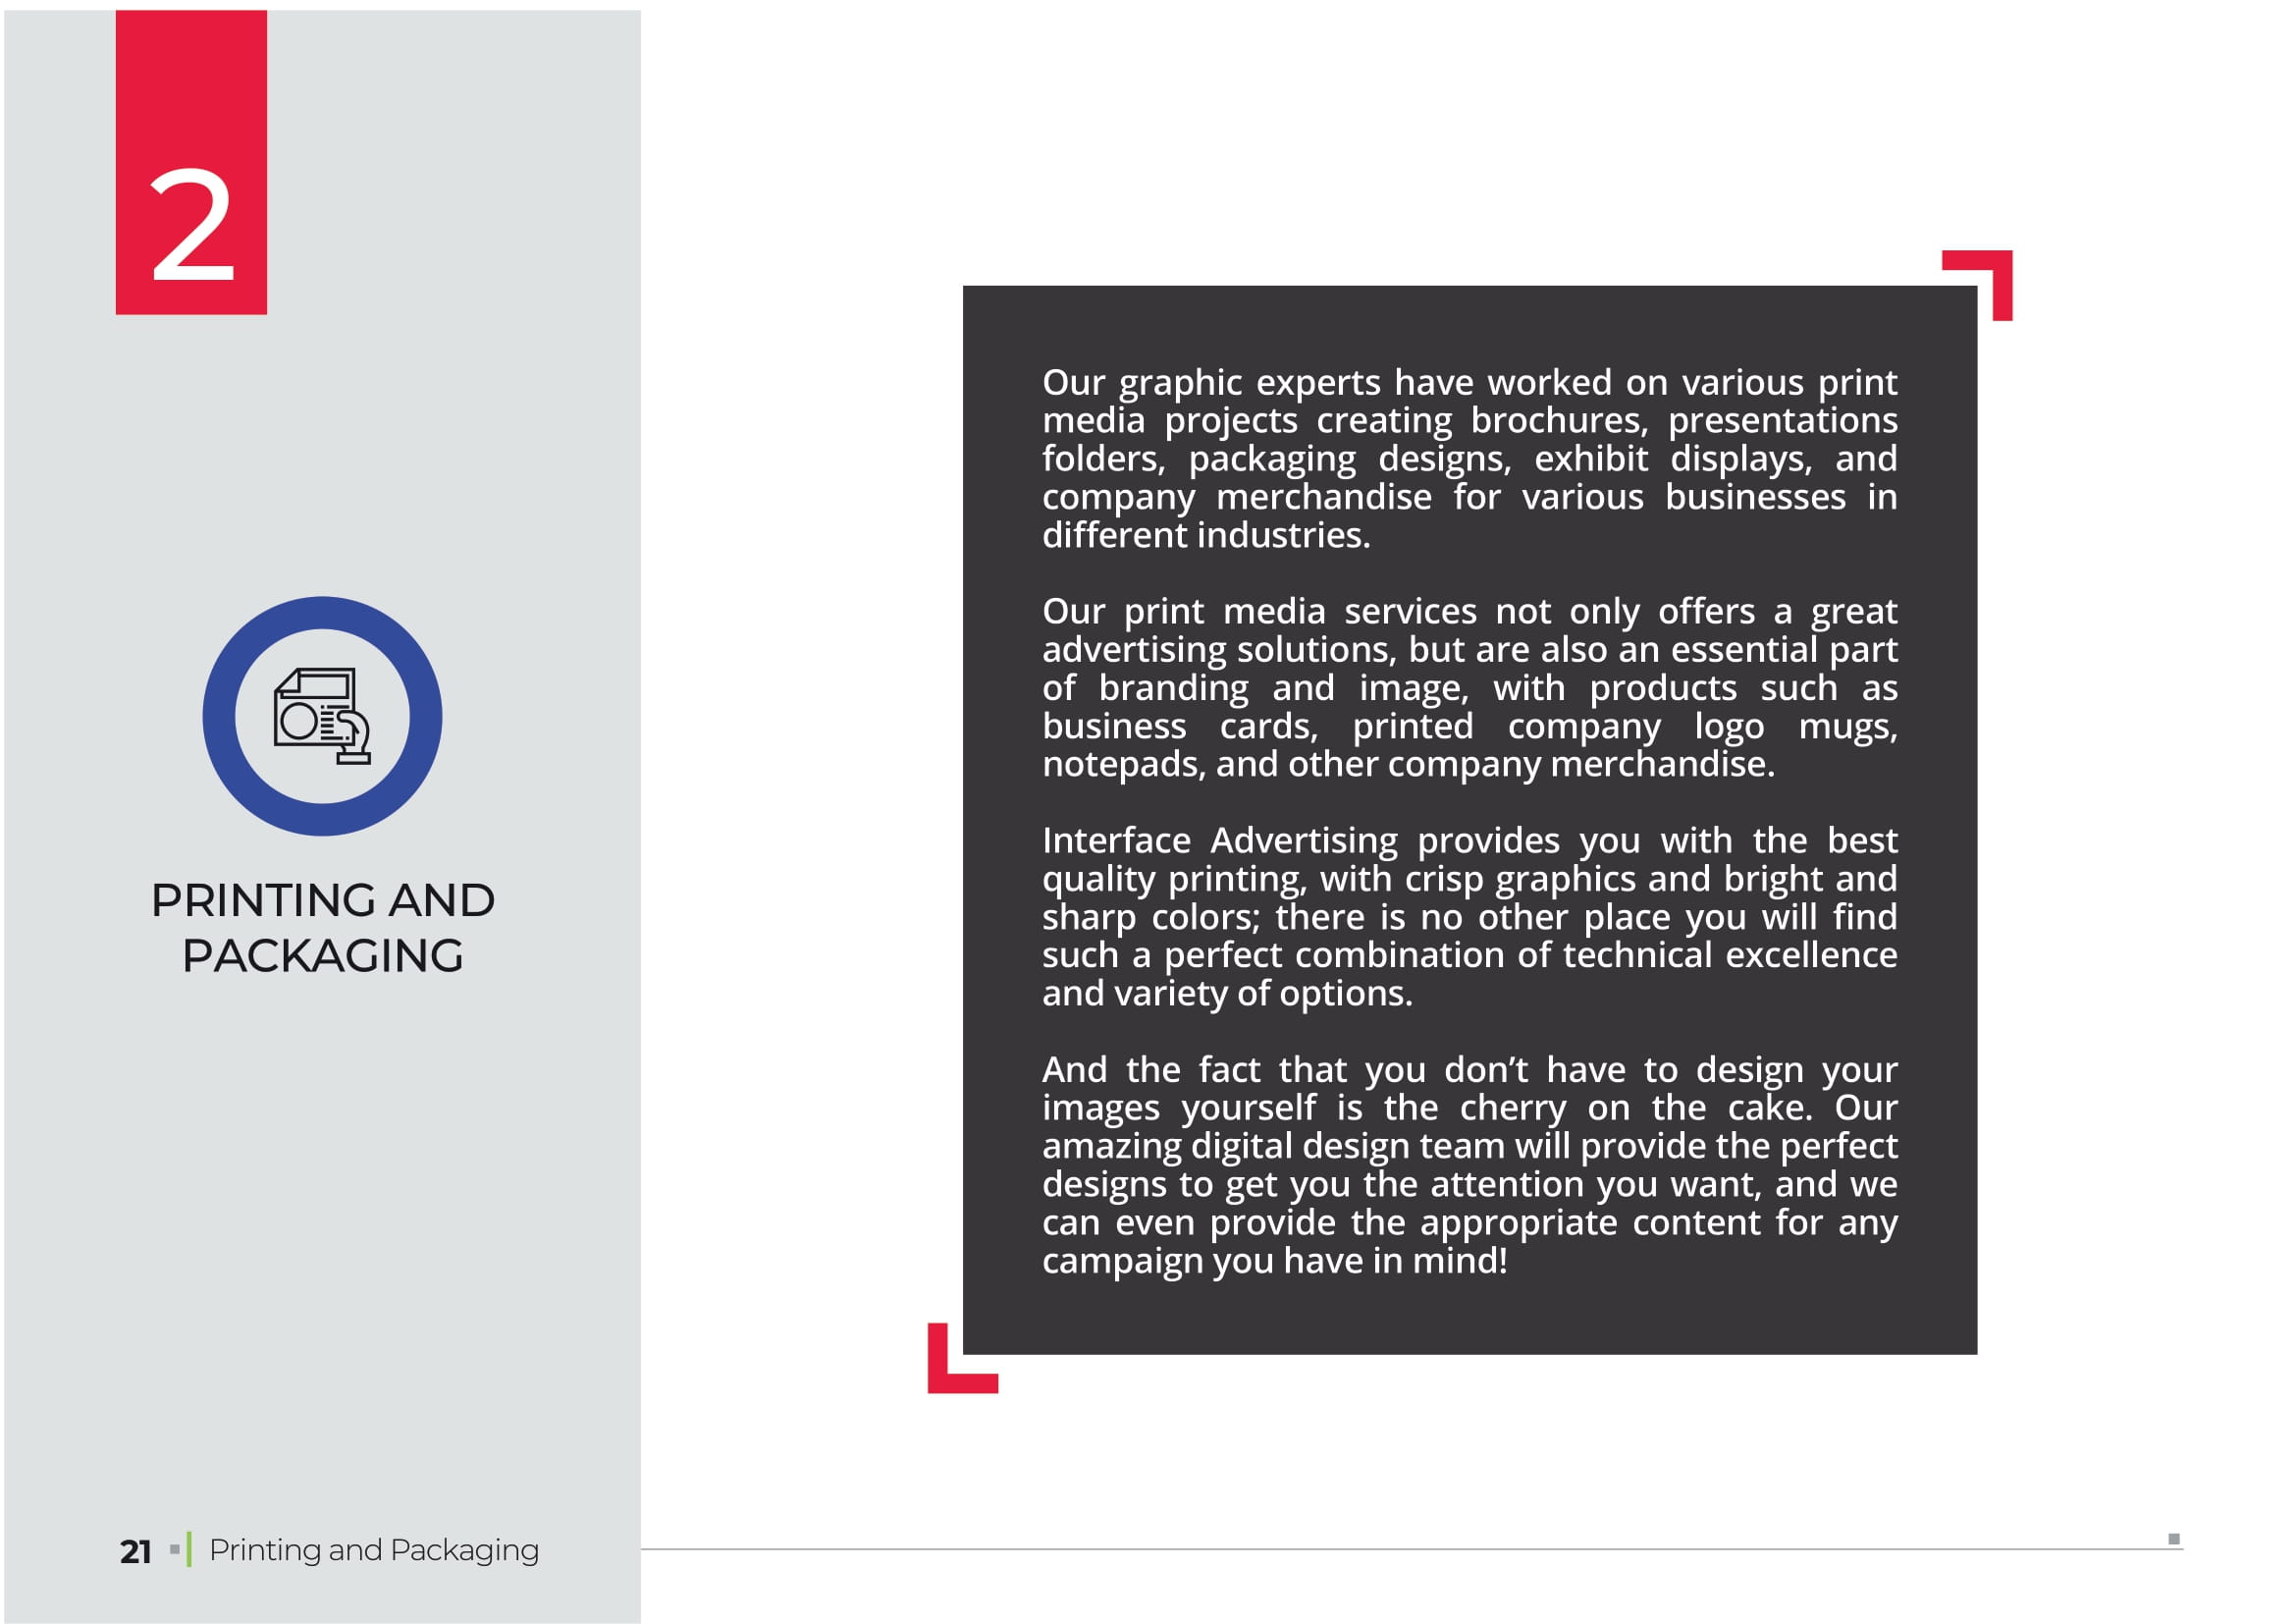 2
PRINTING AND
PACKAGING
Our graphic experts have worked on various print
media projects creating brochures, presentations
folders, packaging designs, exhibit displays, and
company merchandise for various businesses in
different industries.
Our print media services not only offers a great
advertising solutions, but are also an essential part
of branding and image, with products such as
business cards, printed company logo mugs,
notepads, and other company merchandise.
Interface Advertising provides you with the best
quality printing, with crisp graphics and bright and
sharp colors; there is no other place you will find
such a perfect combination of technical excellence
and variety of options.
And the fact that you don’t have to design your
images yourself is the cherry on the cake. Our
amazing digital design team will provide the perfect
designs to get you the attention you want, and we
can even provide the appropriate content for any
campaign you have in mind!
21 Printing and Packaging